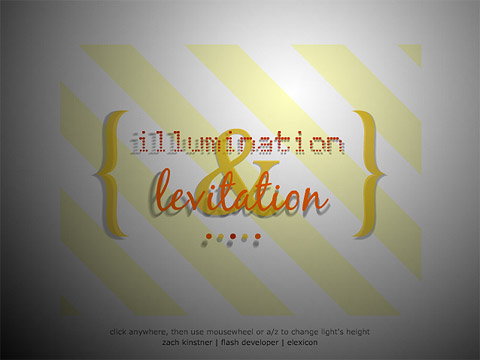 { illumination }
&
levitation
click anywhere, then use mousewheel or a/z to change light's height
zach kinstner | flash developer | elexicon